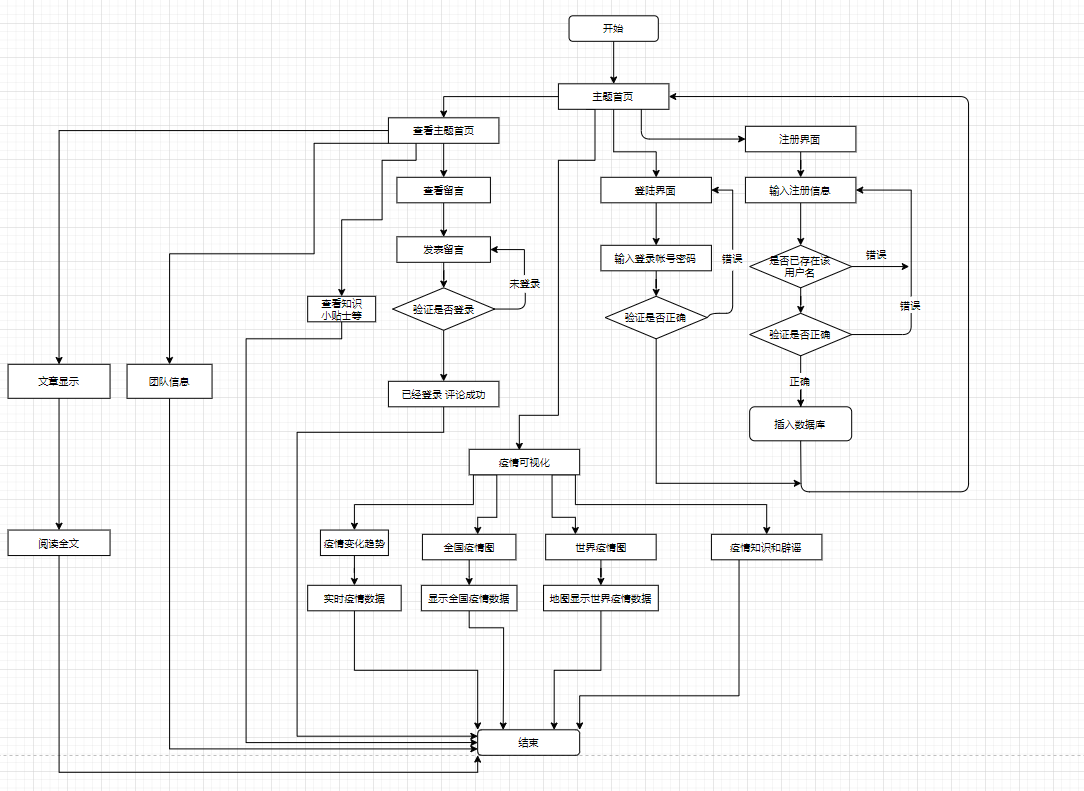 开始
主题首页
查看主题首页
注册界面
查看留言
登陆界面
输入注册信息
发表留言
输入登录帐号密码
错误
是否已存在该
用户名
错误
未登录
查看知识
小贴士等
验证是否登录
验证是否正确
错误
验证是否正确
文章显示
团队信息
已经登录 评论成功
正确
插入数据库
疫情可视化
阅读全文
疫情变化趋势
全国疫情图
世界疫情图
疫情知识和辟谣
实时疫情数据
显示全国疫情数据
地图显示世界疫情数据
结束